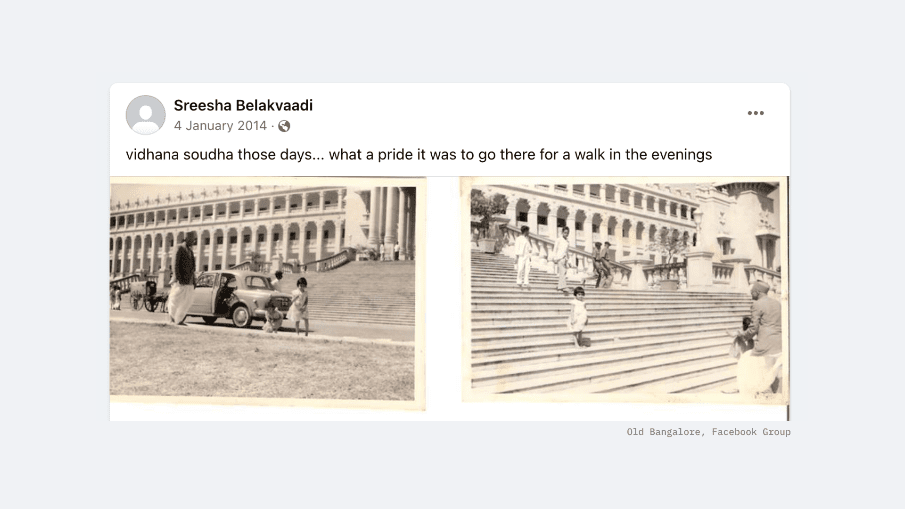 Sreesha Belakvaadi
4 January 2014 ·
vidhana soudha those days... what a pride it was to go there for a walk in the evenings
Old Bangalore, Facebook Group